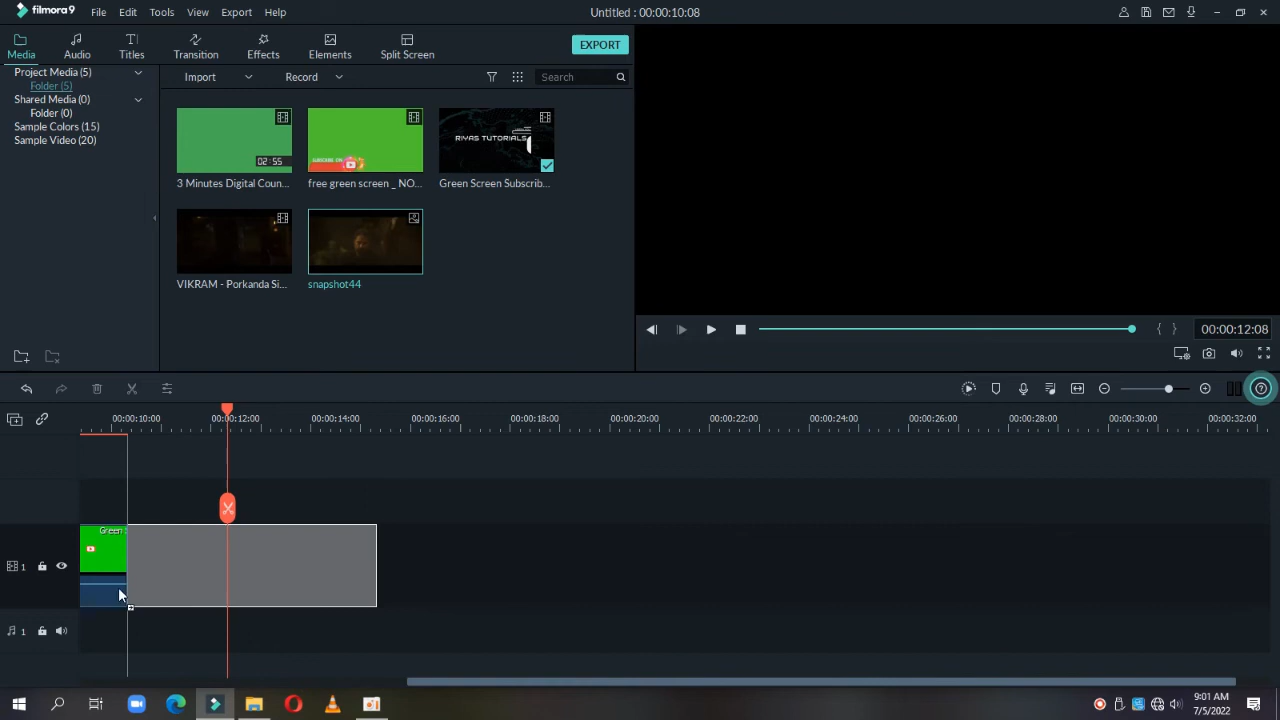 filmora9 File Edit Tools View Export Help Untitled : 00:00:10:08
Media Audio Titles Transition Effects Elements Split Screen EXPORT
Project Media (5)
Folder (5)
Shared Media (0)
Folder (0)
Sample Colors (15)
Sample Video (20)
Import Record Search
02:55
SUBSCRIBE ON
RIYAS TUTORIALS
3 Minutes Digital Coun...
free green screen _ NO...
Green Screen Subscrib...
VIKRAM - Porkanda Si...
snapshot44
{ } 00:00:12:08
00:00:10:00 00:00:12:00 00:00:14:00 00:00:16:00 00:00:18:00 00:00:20:00 00:00:22:00 00:00:24:00 00:00:26:00 00:00:28:00 00:00:30:00 00:00:32:00
Green
1
1
9:01 AM
7/5/2022